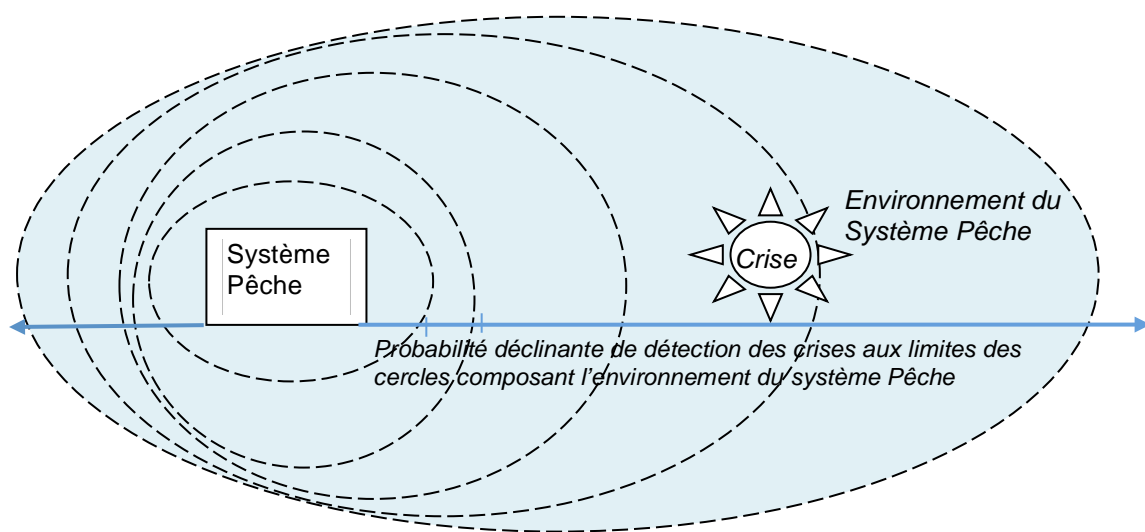 Système
Pêche
Environnement du
Système Pêche
Crise
Probabilité déclinante de détection des crises aux limites des
cercles composant l'environnement du système Pêche